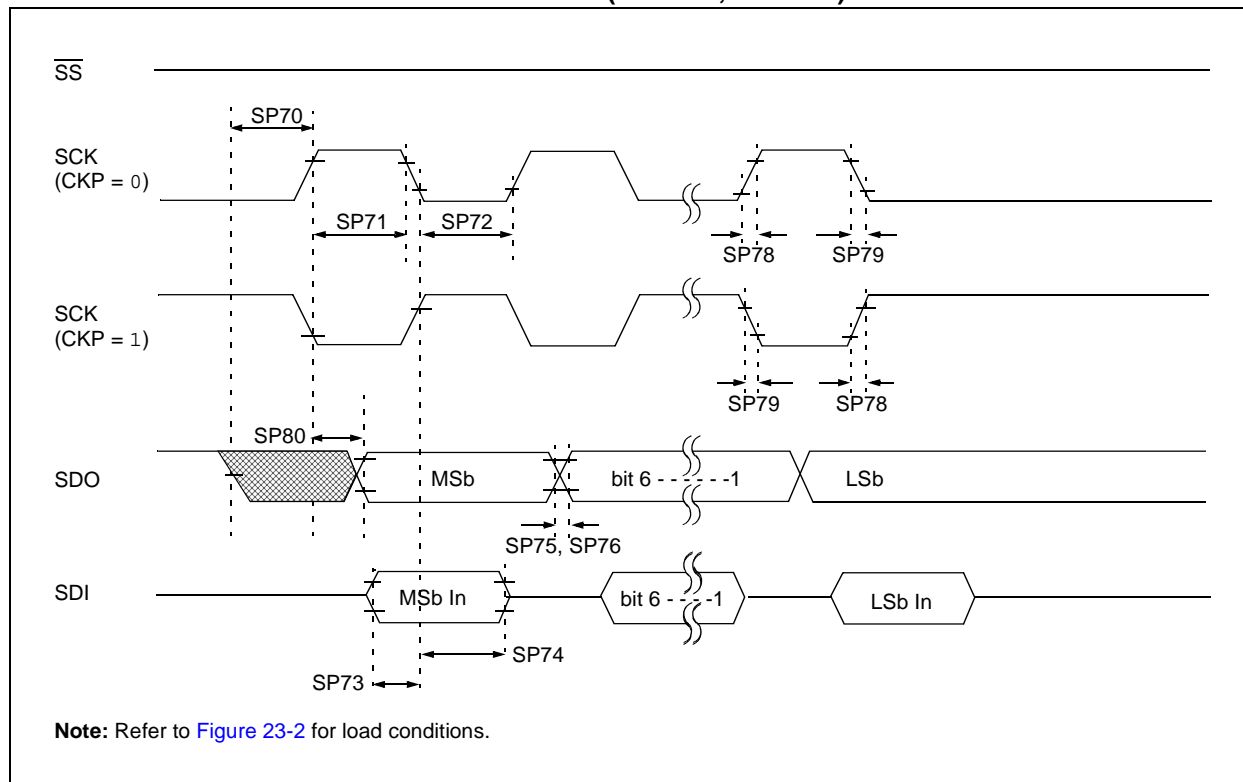 SS
SP70
SCK
(CKP = 0)
SP71
SP72
SP78
SP79
SCK
(CKP = 1)
SP79
SP78
SP80
SDO
MSb
bit 6 - - - - - -1
LSb
SP75, SP76
SDI
MSb In
bit 6 - - - - -1
LSb In
SP74
SP73
Note: Refer to Figure 23-2 for load conditions.